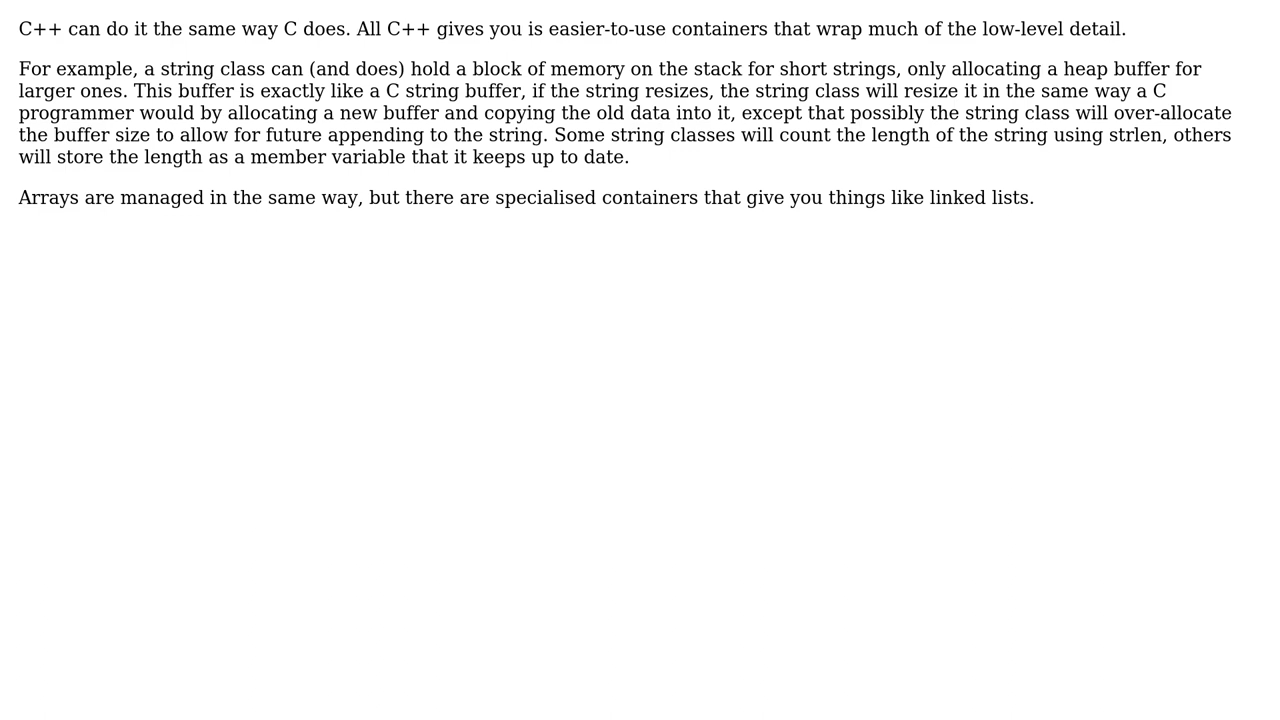 C++ can do it the same way C does. All C++ gives you is easier-to-use containers that wrap much of the low-level detail.
For example, a string class can (and does) hold a block of memory on the stack for short strings, only allocating a heap buffer for
larger ones. This buffer is exactly like a C string buffer, if the string resizes, the string class will resize it in the same way a C
programmer would by allocating a new buffer and copying the old data into it, except that possibly the string class will over-allocate
the buffer size to allow for future appending to the string. Some string classes will count the length of the string using strlen, others
will store the length as a member variable that it keeps up to date.
Arrays are managed in the same way, but there are specialised containers that give you things like linked lists.